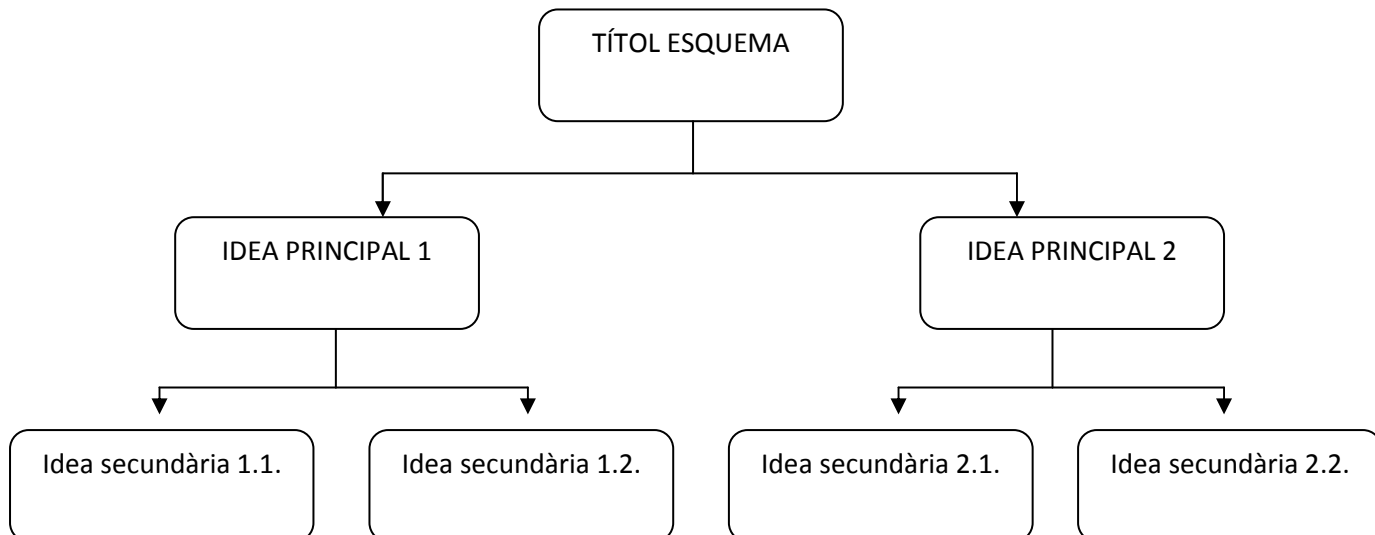 TÍTOL ESQUEMA
IDEA PRINCIPAL 1
IDEA PRINCIPAL 2
Idea secundària 1.1.
Idea secundària 1.2.
Idea secundària 2.1.
Idea secundària 2.2.